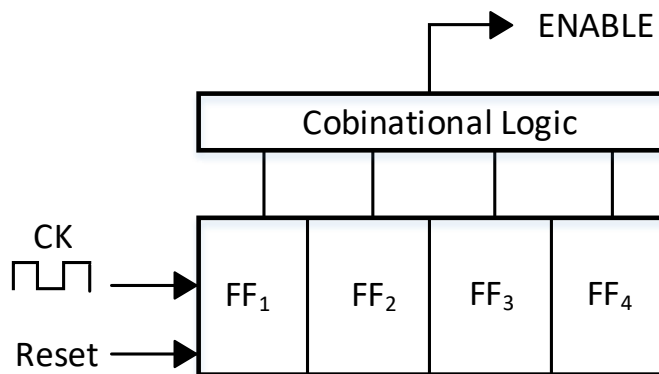 ENABLE
Cobinational Logic
CK
FF₁ FF₂ FF₃ FF₄
Reset